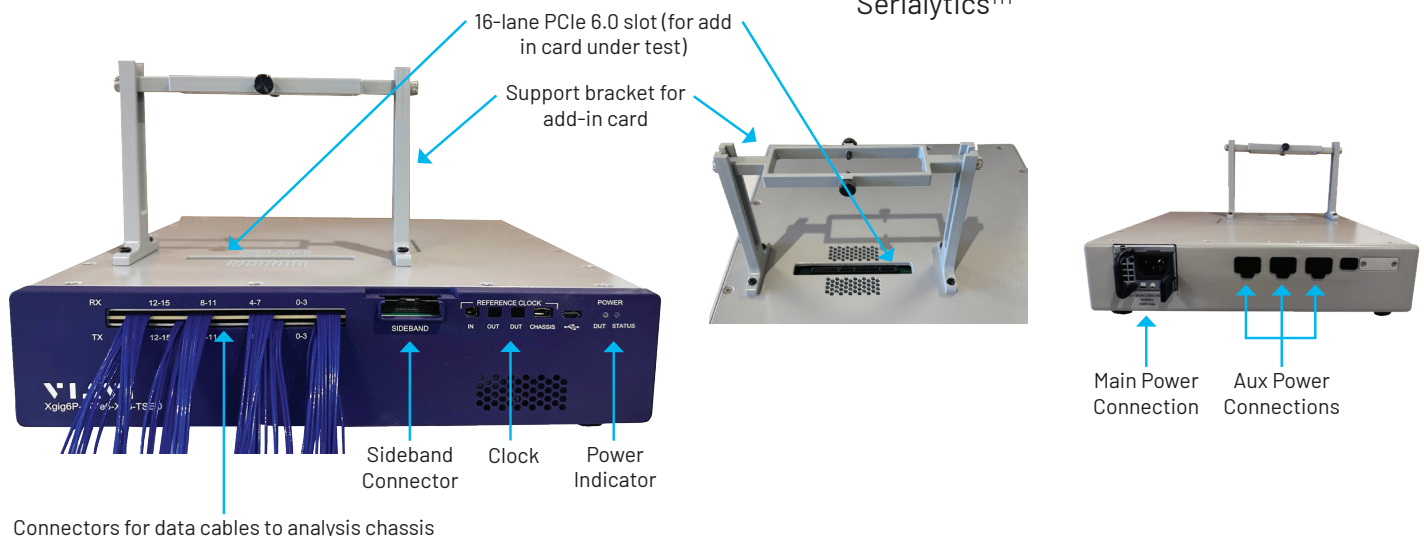 Serialytics™
16-lane PCIe 6.0 slot (for add
in card under test)
Support bracket for
add-in card
RX 12-15 8-11 4-7 0-3
TX 12-15 0-3
SIDEBAND
REFERENCE CLOCK
IN OUT DUT CHASSIS
POWER
DUT STATUS
VIAVI
Main Power
Connection
Aux Power
Connections
Sideband
Connector
Clock
Power
Indicator
Connectors for data cables to analysis chassis